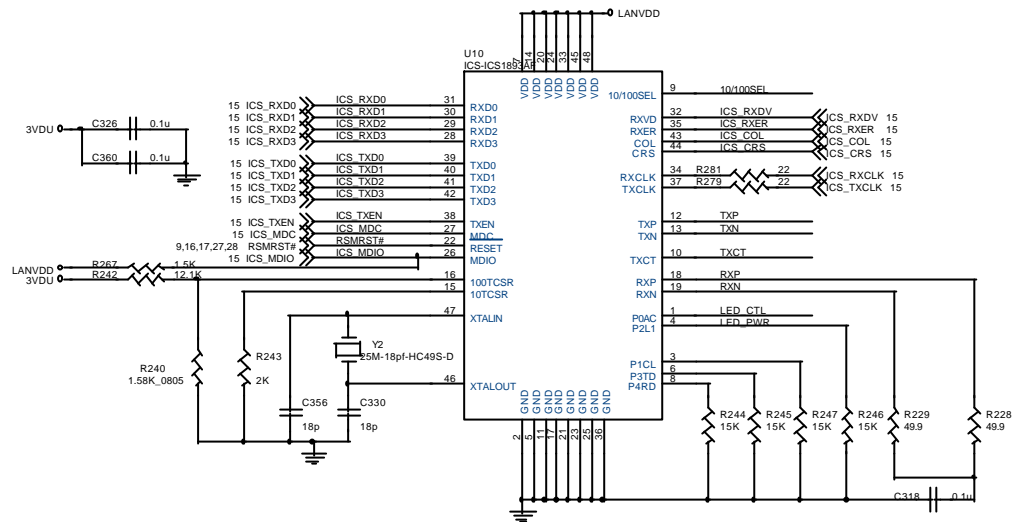 LANVDD
U10
ICS-ICS1893AF
7 14 20 24 33 45 48
VDD VDD VDD VDD VDD VDD VDD
9 10/100SEL 10/100SEL
15 ICS_RXD0 ICS_RXD0 31 RXD0
15 ICS_RXD1 ICS_RXD1 30 RXD1
15 ICS_RXD2 ICS_RXD2 29 RXD2
15 ICS_RXD3 ICS_RXD3 28 RXD3
RXVD 32 ICS_RXDV ICS_RXDV 15
RXER 35 ICS_RXER ICS_RXER 15
COL 43 ICS_COL ICS_COL 15
CRS 44 ICS_CRS ICS_CRS 15
3VDU C326 0.1u
C360 0.1u
15 ICS_TXD0 ICS_TXD0 39 TXD0
15 ICS_TXD1 ICS_TXD1 40 TXD1
15 ICS_TXD2 ICS_TXD2 41 TXD2
15 ICS_TXD3 ICS_TXD3 42 TXD3
RXCLK 34 R281 22 ICS_RXCLK 15
TXCLK 37 R279 22 ICS_TXCLK 15
15 ICS_TXEN ICS_TXEN 38 TXEN
15 ICS_MDC ICS_MDC 27 MDC
9,16,17,27,28 RSMRST# RSMRST# 22 RESET
15 ICS_MDIO ICS_MDIO 26 MDIO
TXP 12 TXP
TXN 13 TXN
TXCT 10 TXCT
LANVDD R267 1.5K
3VDU R242 12.1K
16 100TCSR
15 10TCSR
RXP 18 RXP
RXN 19 RXN
47 XTALIN
P0AC 1 LED_CTL
P2L1 4 LED_PWR
Y2
25M-18pf-HC49S-D
R240
1.58K_0805
R243
2K
46 XTALOUT
P1CL 3
P3TD 6
P4RD 8
C356
18p
C330
18p
GND GND GND GND GND GND GND GND
2 5 11 17 21 23 25 36
R244
15K
R245
15K
R247
15K
R246
15K
R229
49.9
R228
49.9
C318 0.1u